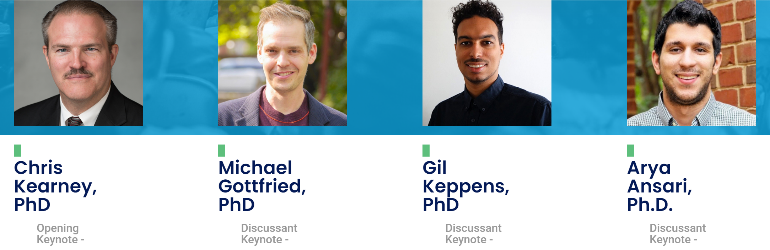 Chris
Kearney,
PhD
Opening
Keynote -
Michael
Gottfried,
PhD
Discussant
Keynote -
Gil
Keppens,
PhD
Discussant
Keynote -
Arya
Ansari,
Ph.D.
Discussant
Keynote -